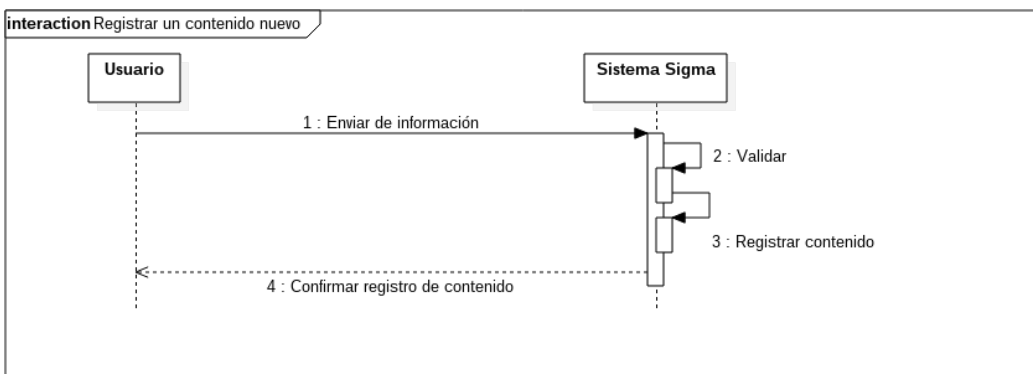 interaction Registrar un contenido nuevo
Usuario
Sistema Sigma
1 : Enviar de información
2 : Validar
3 : Registrar contenido
4 : Confirmar registro de contenido